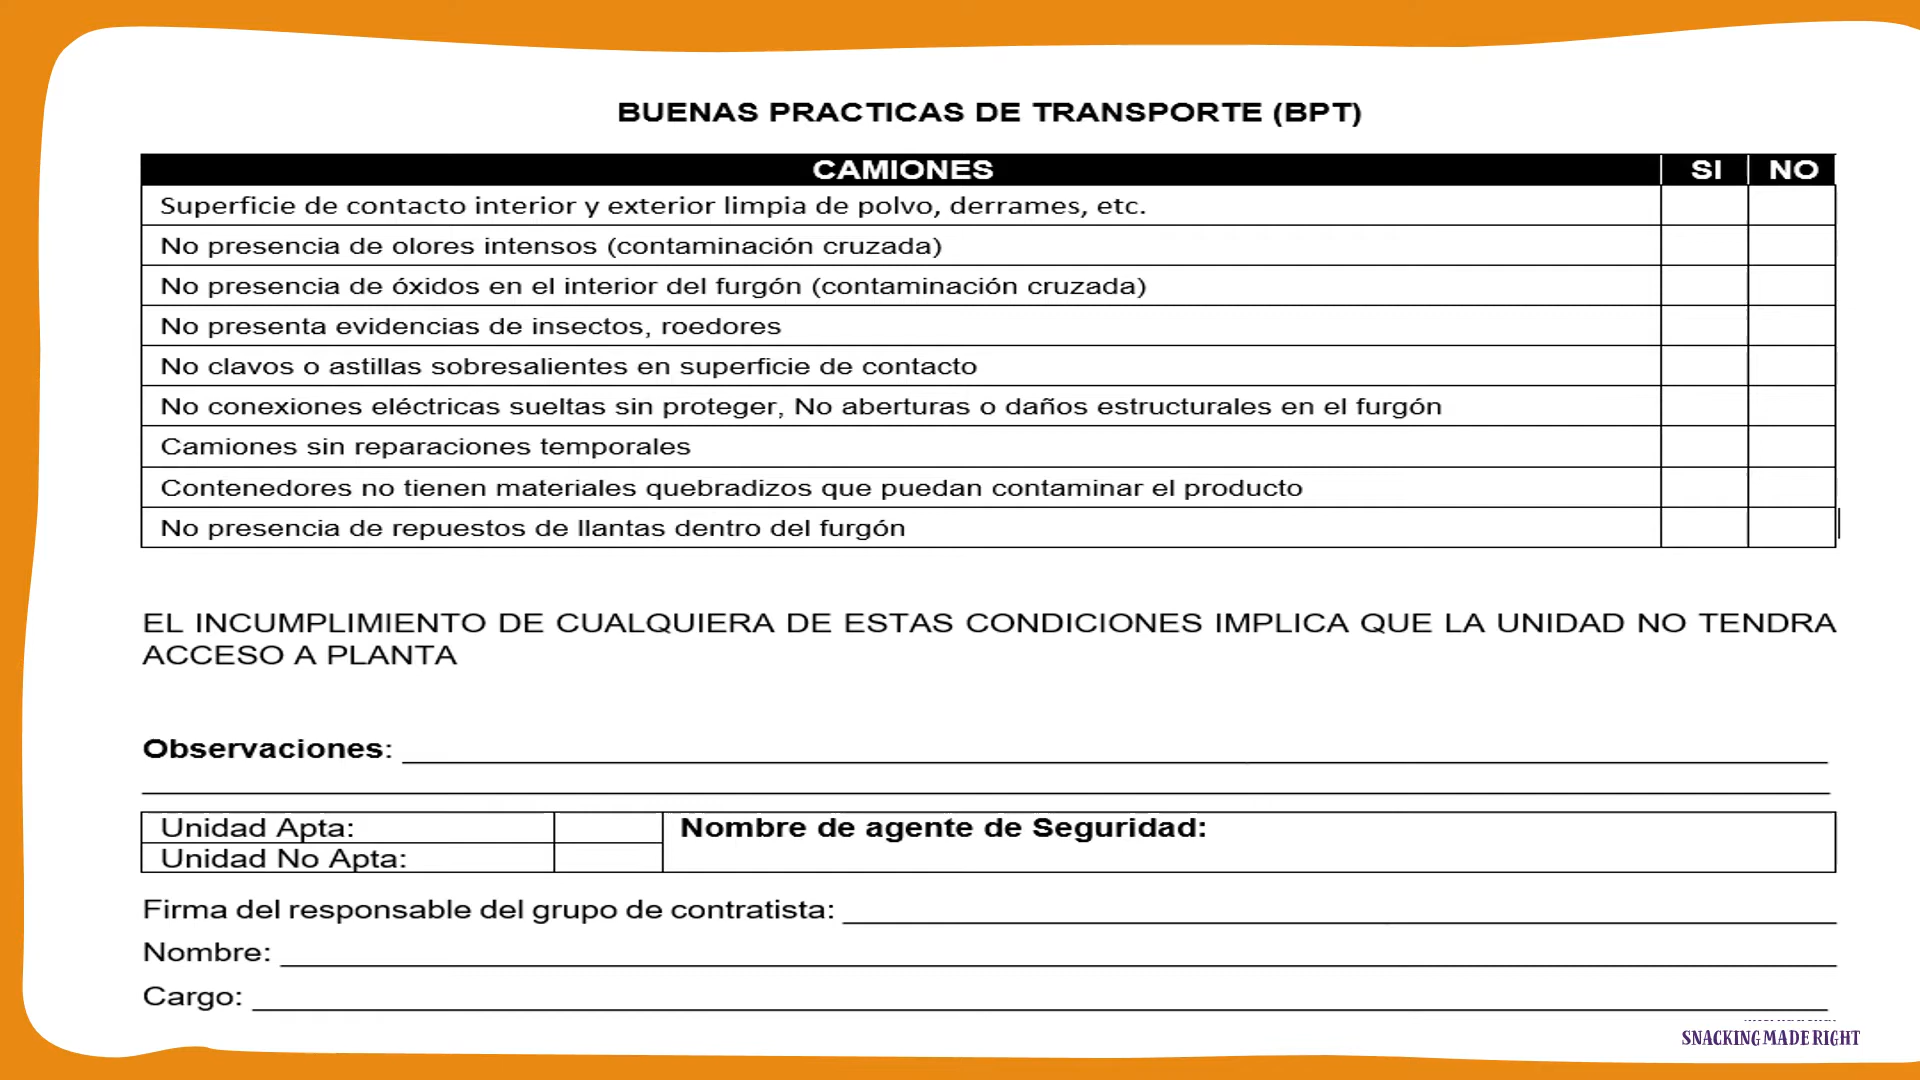 BUENAS PRACTICAS DE TRANSPORTE (BPT)
CAMIONES SI NO
Superficie de contacto interior y exterior limpia de polvo, derrames, etc.
No presencia de olores intensos (contaminación cruzada)
No presencia de óxidos en el interior del furgón (contaminación cruzada)
No presenta evidencias de insectos, roedores
No clavos o astillas sobresalientes en superficie de contacto
No conexiones eléctricas sueltas sin proteger, No aberturas o daños estructurales en el furgón
Camiones sin reparaciones temporales
Contenedores no tienen materiales quebradizos que puedan contaminar el producto
No presencia de repuestos de llantas dentro del furgón
EL INCUMPLIMIENTO DE CUALQUIERA DE ESTAS CONDICIONES IMPLICA QUE LA UNIDAD NO TENDRA
ACCESO A PLANTA
Observaciones:
Unidad Apta: Nombre de agente de Seguridad:
Unidad No Apta:
Firma del responsable del grupo de contratista:
Nombre:
Cargo:
SNACKING MADE RIGHT